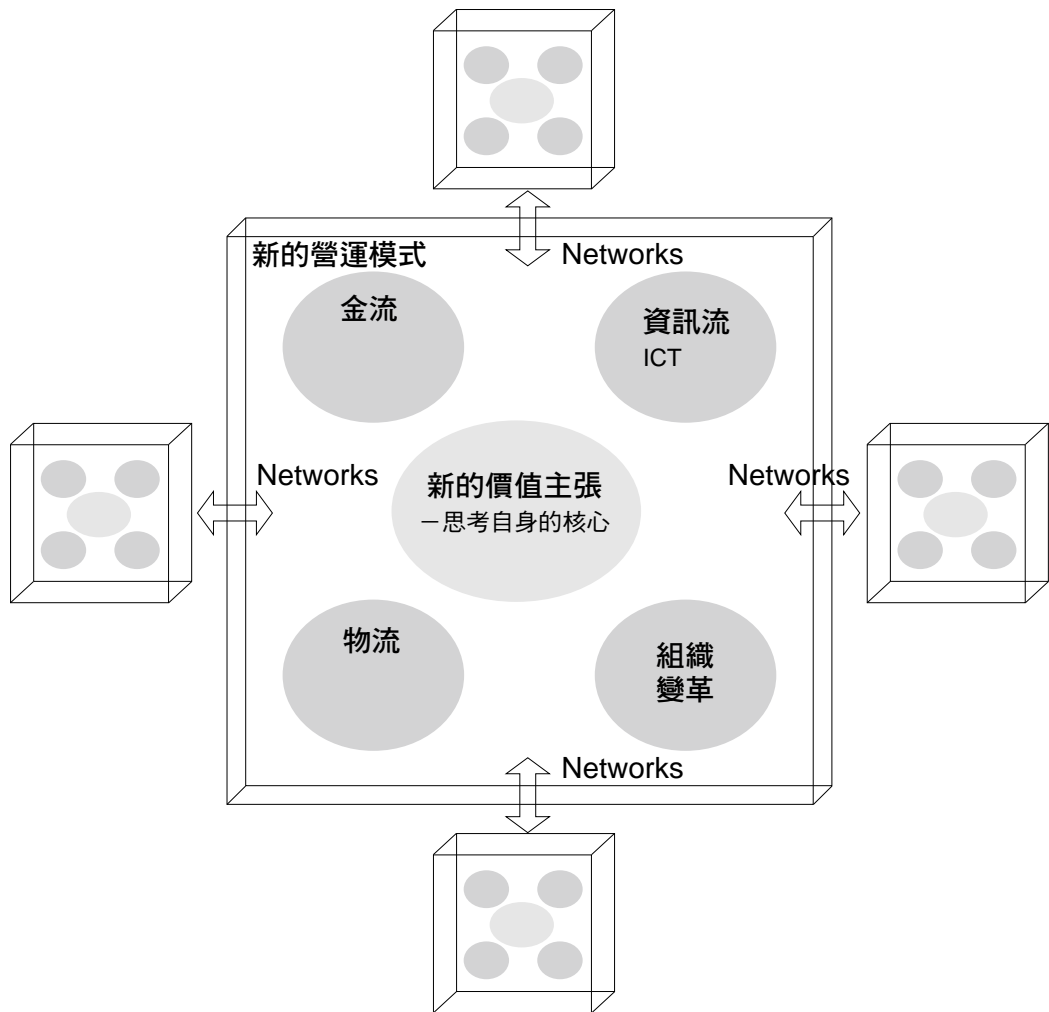 Networks
新的營運模式
金流
資訊流
ICT
Networks
新的價值主張
－思考自身的核心
Networks
物流
組織
變革
Networks